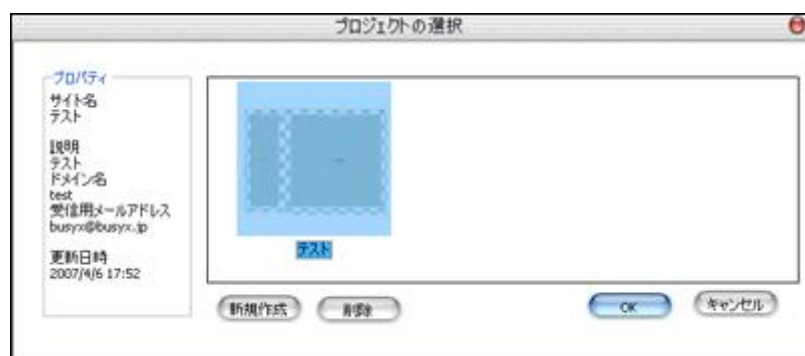 プロジェクトの選択
プロパティ
サイト名
テスト
説明
テスト
ドメイン名
test
受信用メールアドレス
busyx@busyx.jp
更新日時
2007/4/6 17:52
テスト
新規作成
削除
OK
キャンセル